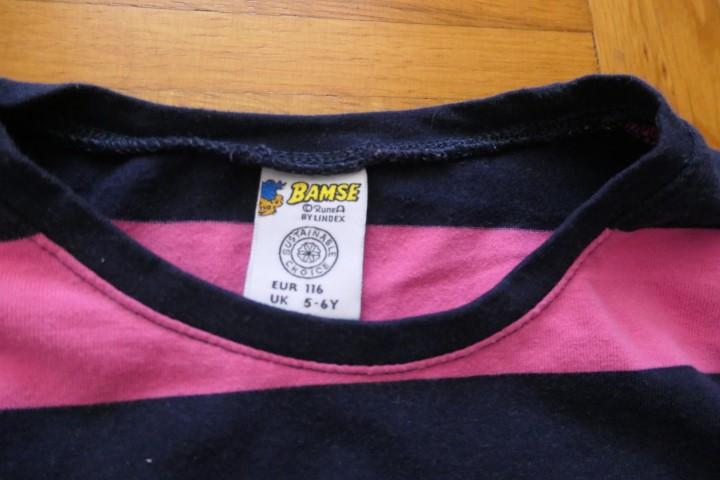 BAMSE
©RuneA
BY LINDEX
SUSTAINABLE
CHOICE
EUR 116
UK 5-6Y